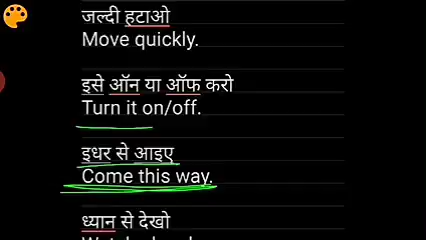 जल्दी हटाओ
Move quickly.
इसे ऑन या ऑफ करो
Turn it on/off.
इधर से आइए
Come this way.
ध्यान से देखो